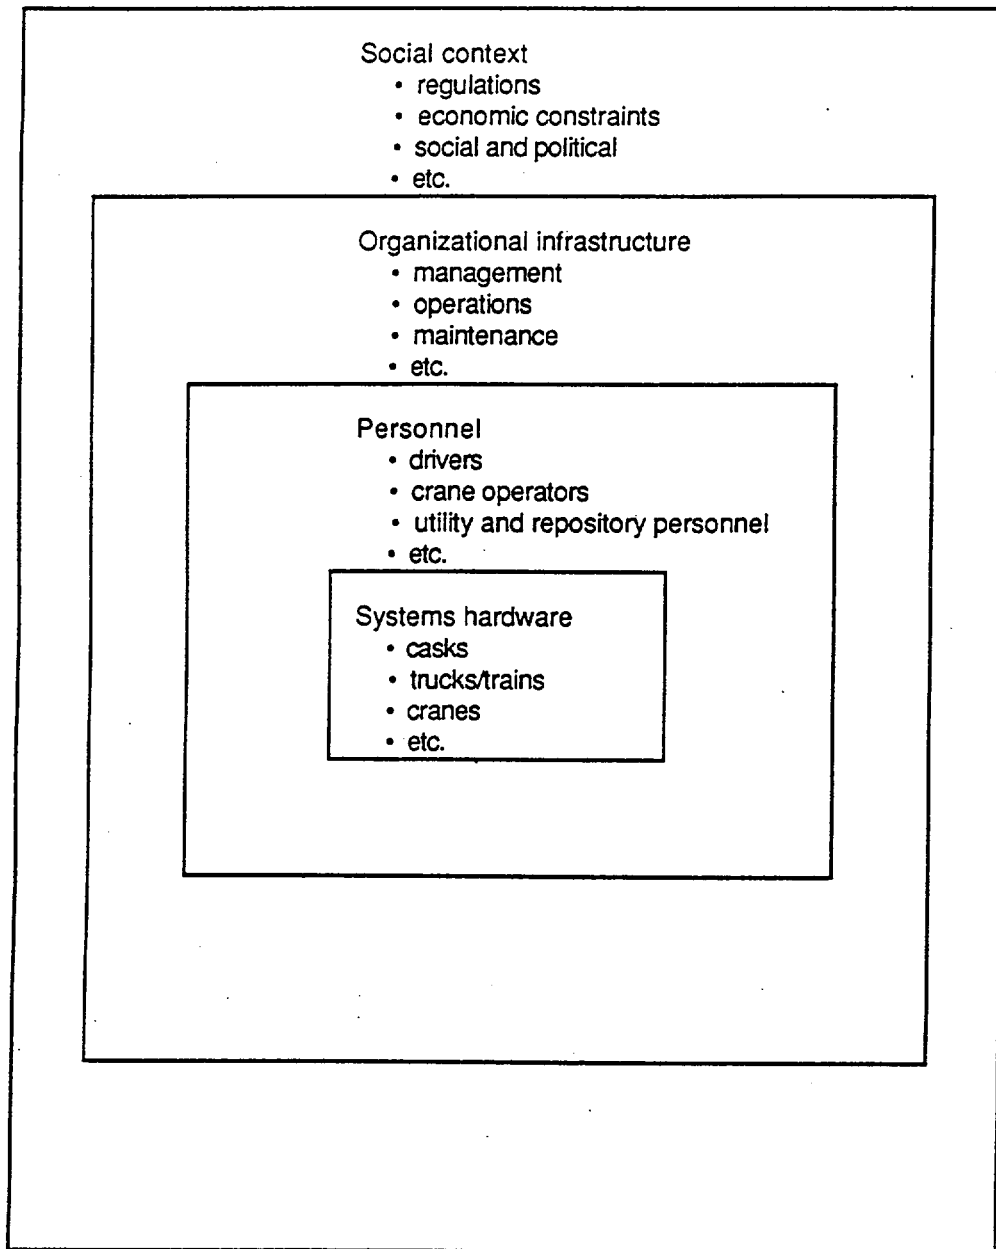 Social context
• regulations
• economic constraints
• social and political
• etc.
Organizational infrastructure
• management
• operations
• maintenance
• etc.
Personnel
• drivers
• crane operators
• utility and repository personnel
• etc.
Systems hardware
• casks
• trucks/trains
• cranes
• etc.